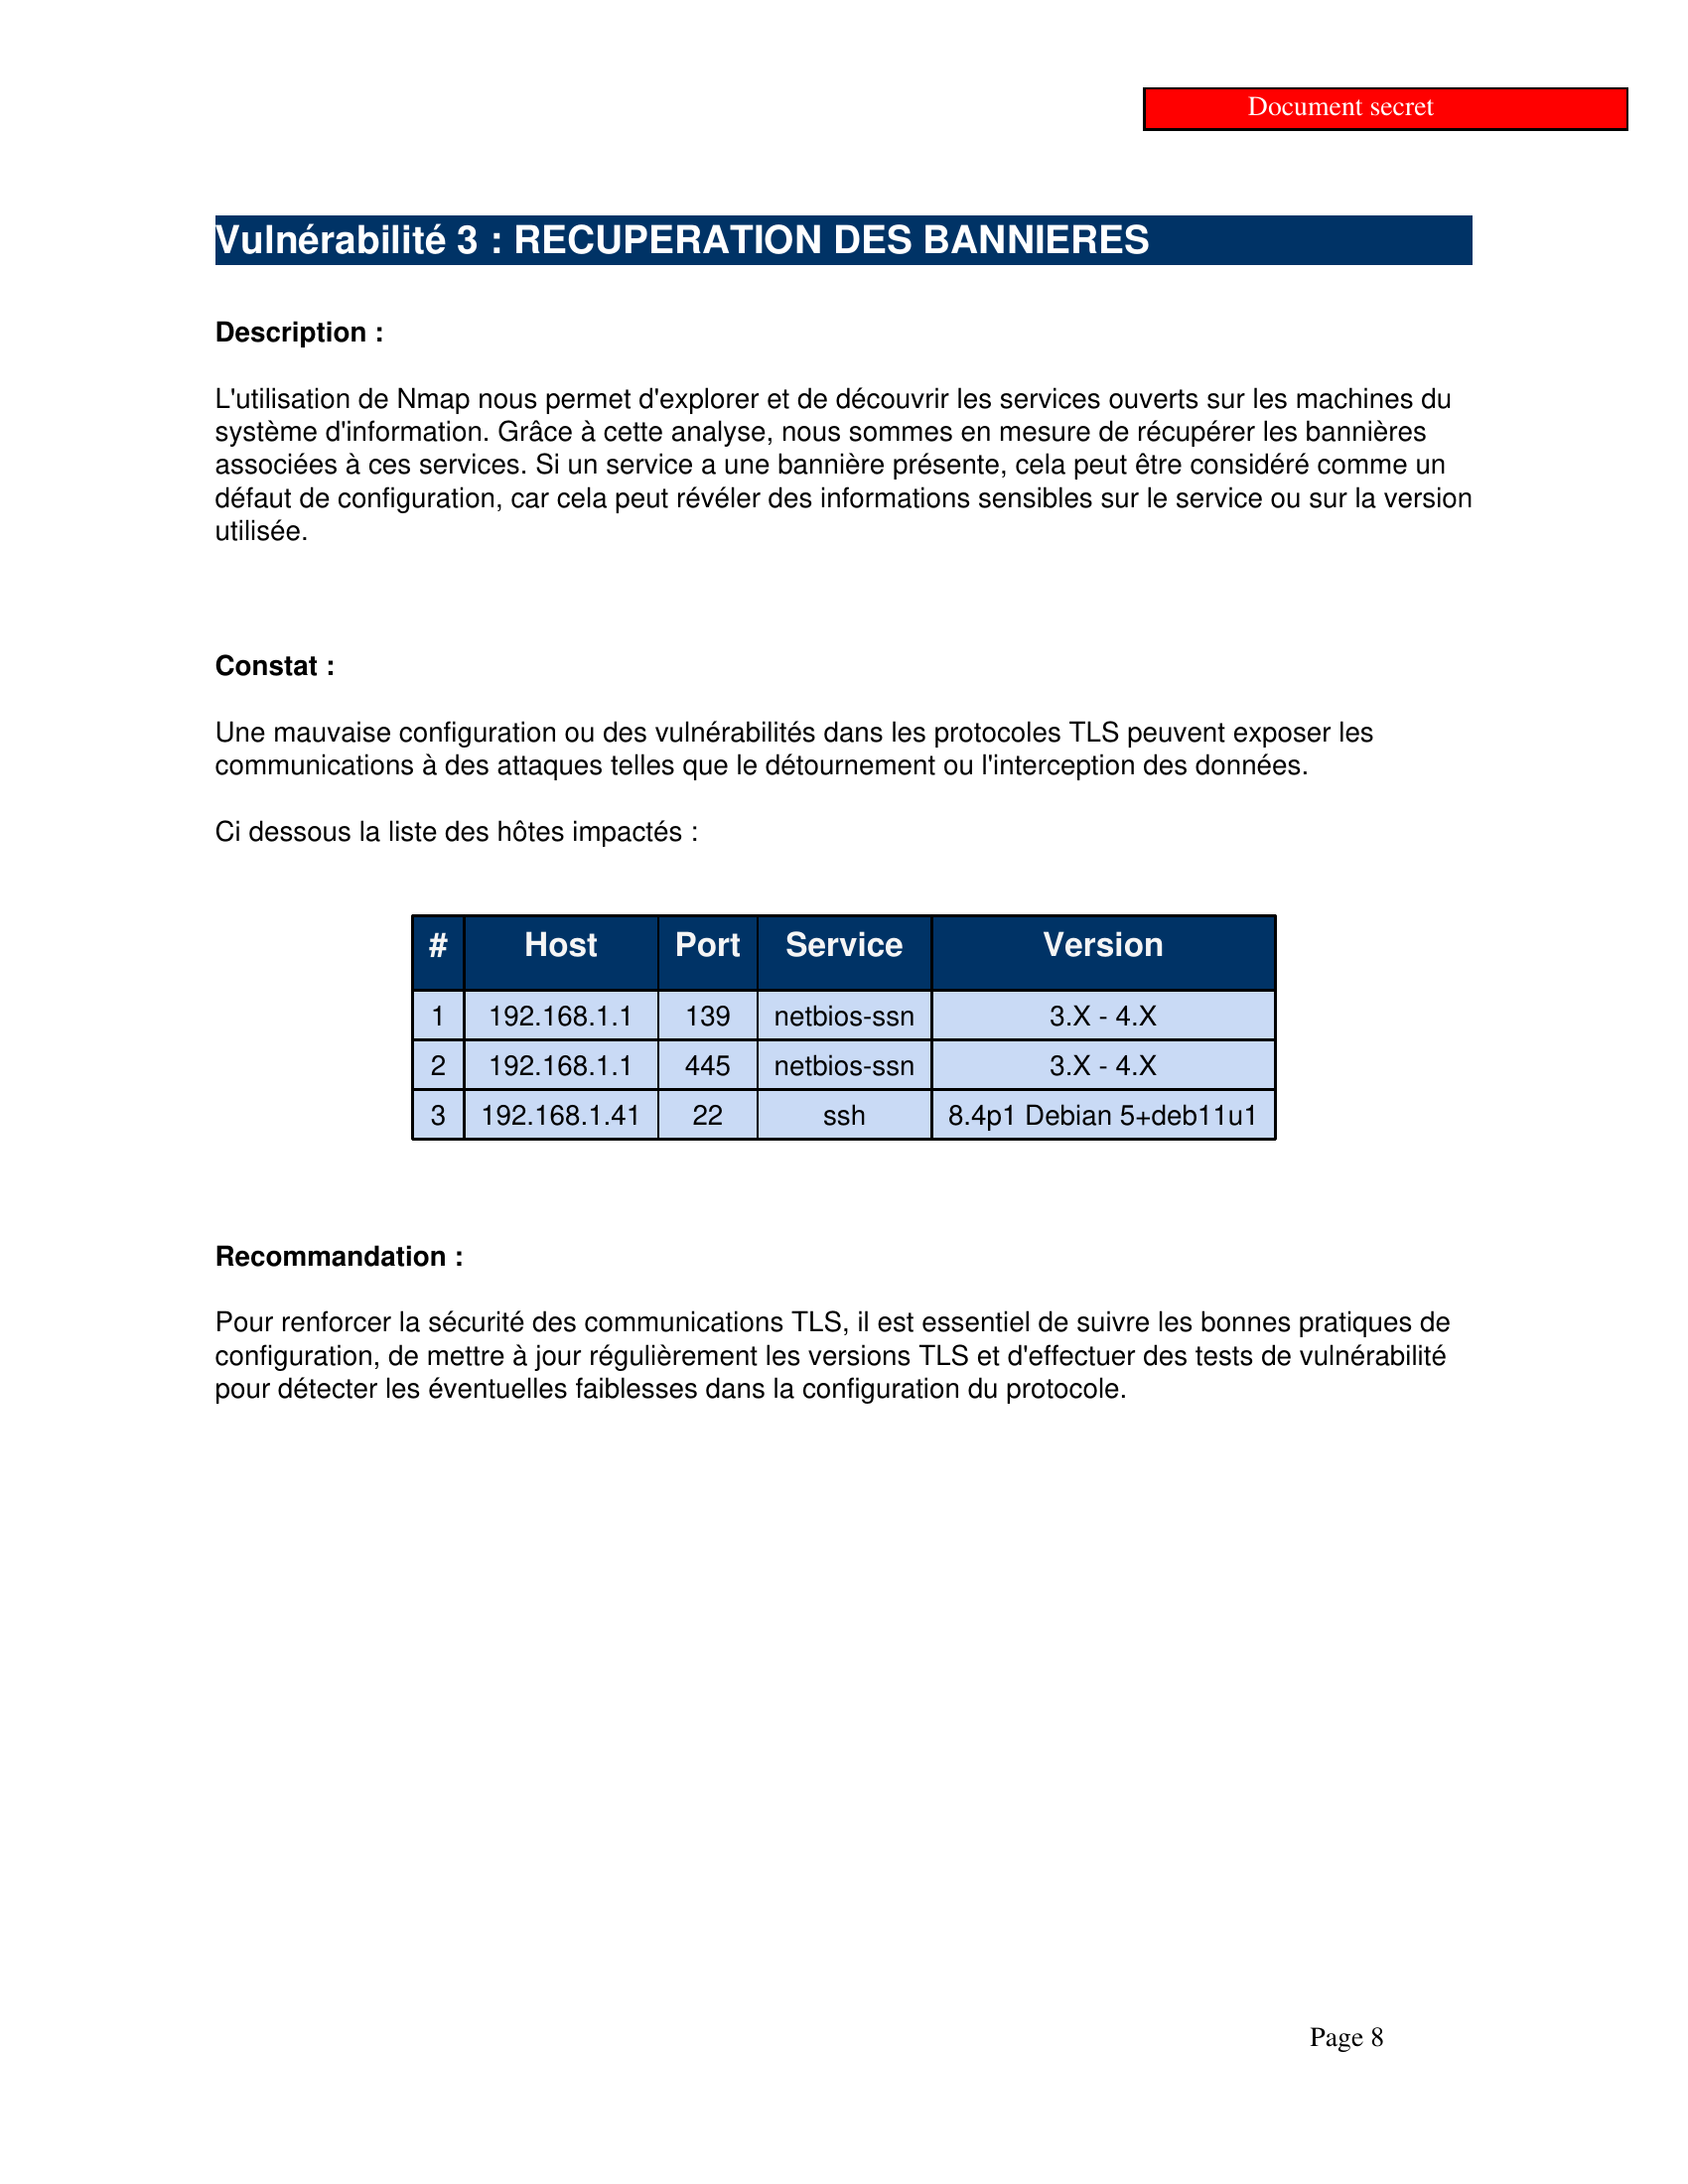 Document secret
Vulnérabilité 3 : RECUPERATION DES BANNIERES
Description :
L'utilisation de Nmap nous permet d'explorer et de découvrir les services ouverts sur les machines du
système d'information. Grâce à cette analyse, nous sommes en mesure de récupérer les bannières
associées à ces services. Si un service a une bannière présente, cela peut être considéré comme un
défaut de configuration, car cela peut révéler des informations sensibles sur le service ou sur la version
utilisée.
Constat :
Une mauvaise configuration ou des vulnérabilités dans les protocoles TLS peuvent exposer les
communications à des attaques telles que le détournement ou l'interception des données.
Ci dessous la liste des hôtes impactés :
# Host Port Service Version
1 192.168.1.1 139 netbios-ssn 3.X - 4.X
2 192.168.1.1 445 netbios-ssn 3.X - 4.X
3 192.168.1.41 22 ssh 8.4p1 Debian 5+deb11u1
Recommandation :
Pour renforcer la sécurité des communications TLS, il est essentiel de suivre les bonnes pratiques de
configuration, de mettre à jour régulièrement les versions TLS et d'effectuer des tests de vulnérabilité
pour détecter les éventuelles faiblesses dans la configuration du protocole.
Page 8